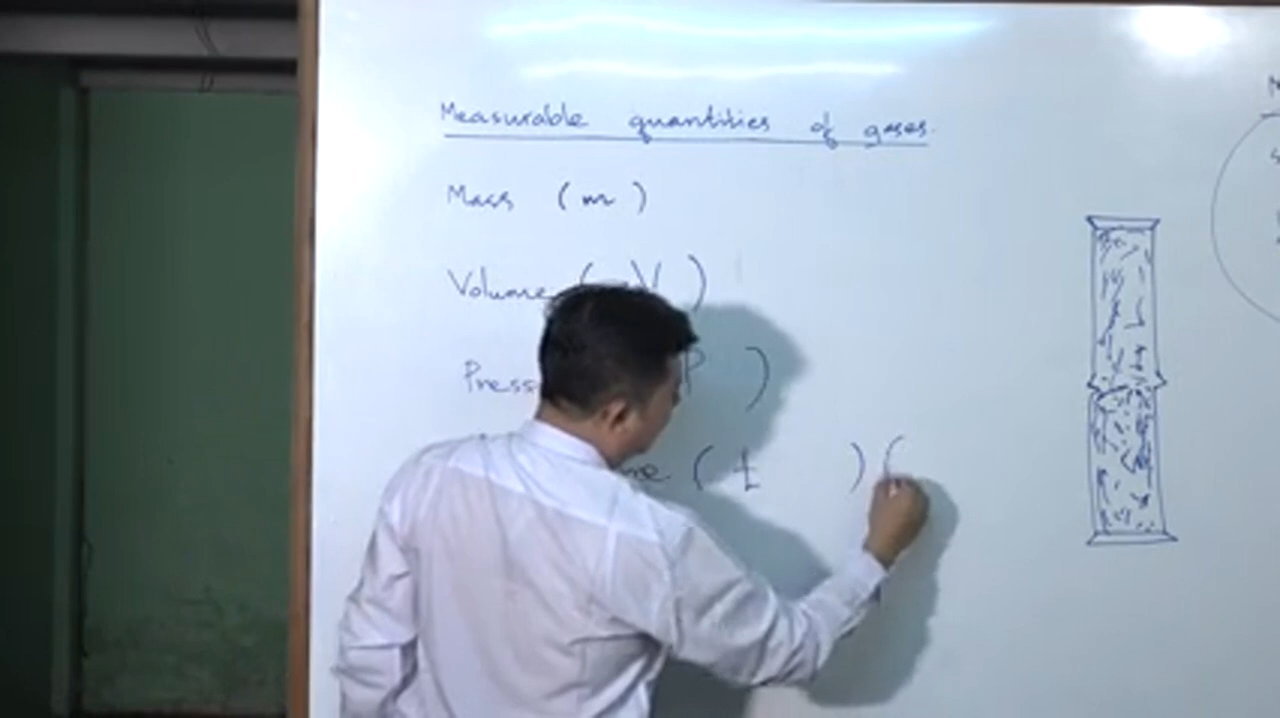 Measurable quantities of gases.
Mass (m)
Volume ( V )
Press P )
( t ) (